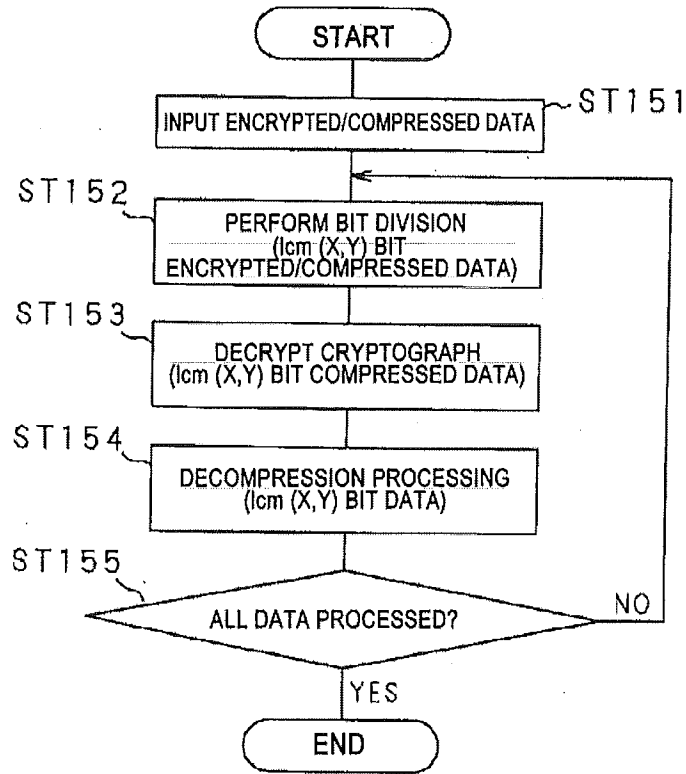 START
INPUT ENCRYPTED/COMPRESSED DATA
ST151
ST152
PERFORM BIT DIVISION
(lcm (X,Y) BIT
ENCRYPTED/COMPRESSED DATA)
ST153
DECRYPT CRYPTOGRAPH
(lcm (X,Y) BIT COMPRESSED DATA)
ST154
DECOMPRESSION PROCESSING
(lcm (X,Y) BIT DATA)
ST155
ALL DATA PROCESSED?
NO
YES
END